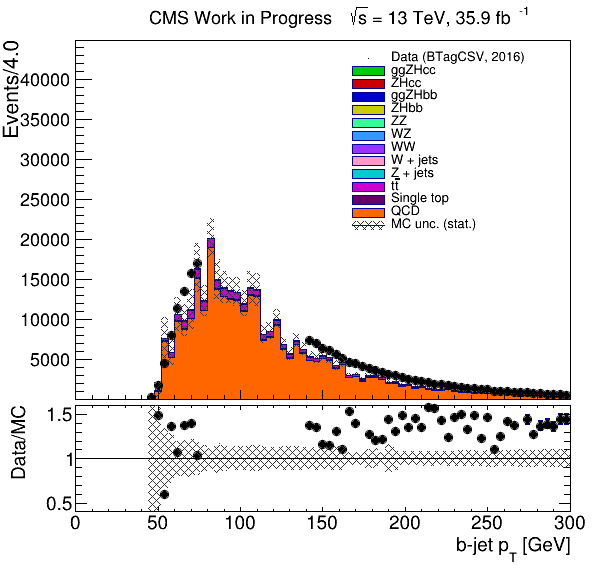 CMS Work in Progress √s = 13 TeV, 35.9 fb⁻¹
Events/4.0
45000
40000
35000
30000
25000
20000
15000
10000
5000
Data (BTagCSV, 2016)
ggZHcc
ZHcc
ggZHbb
ZHbb
ZZ
WZ
WW
W + jets
Z + jets
tt̅
Single top
QCD
MC unc. (stat.)
Data/MC
1.5
1
0.5
0 50 100 150 200 250 300
b-jet p_T [GeV]